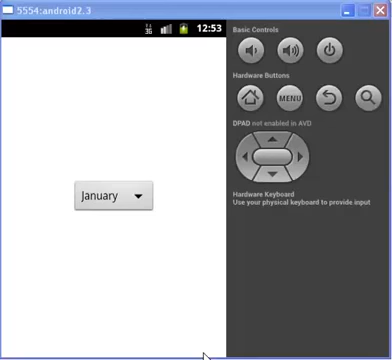 5554:android2.3
3G
12:53
Basic Controls
Hardware Buttons
MENU
DPAD not enabled in AVD
January
Hardware Keyboard
Use your physical keyboard to provide input